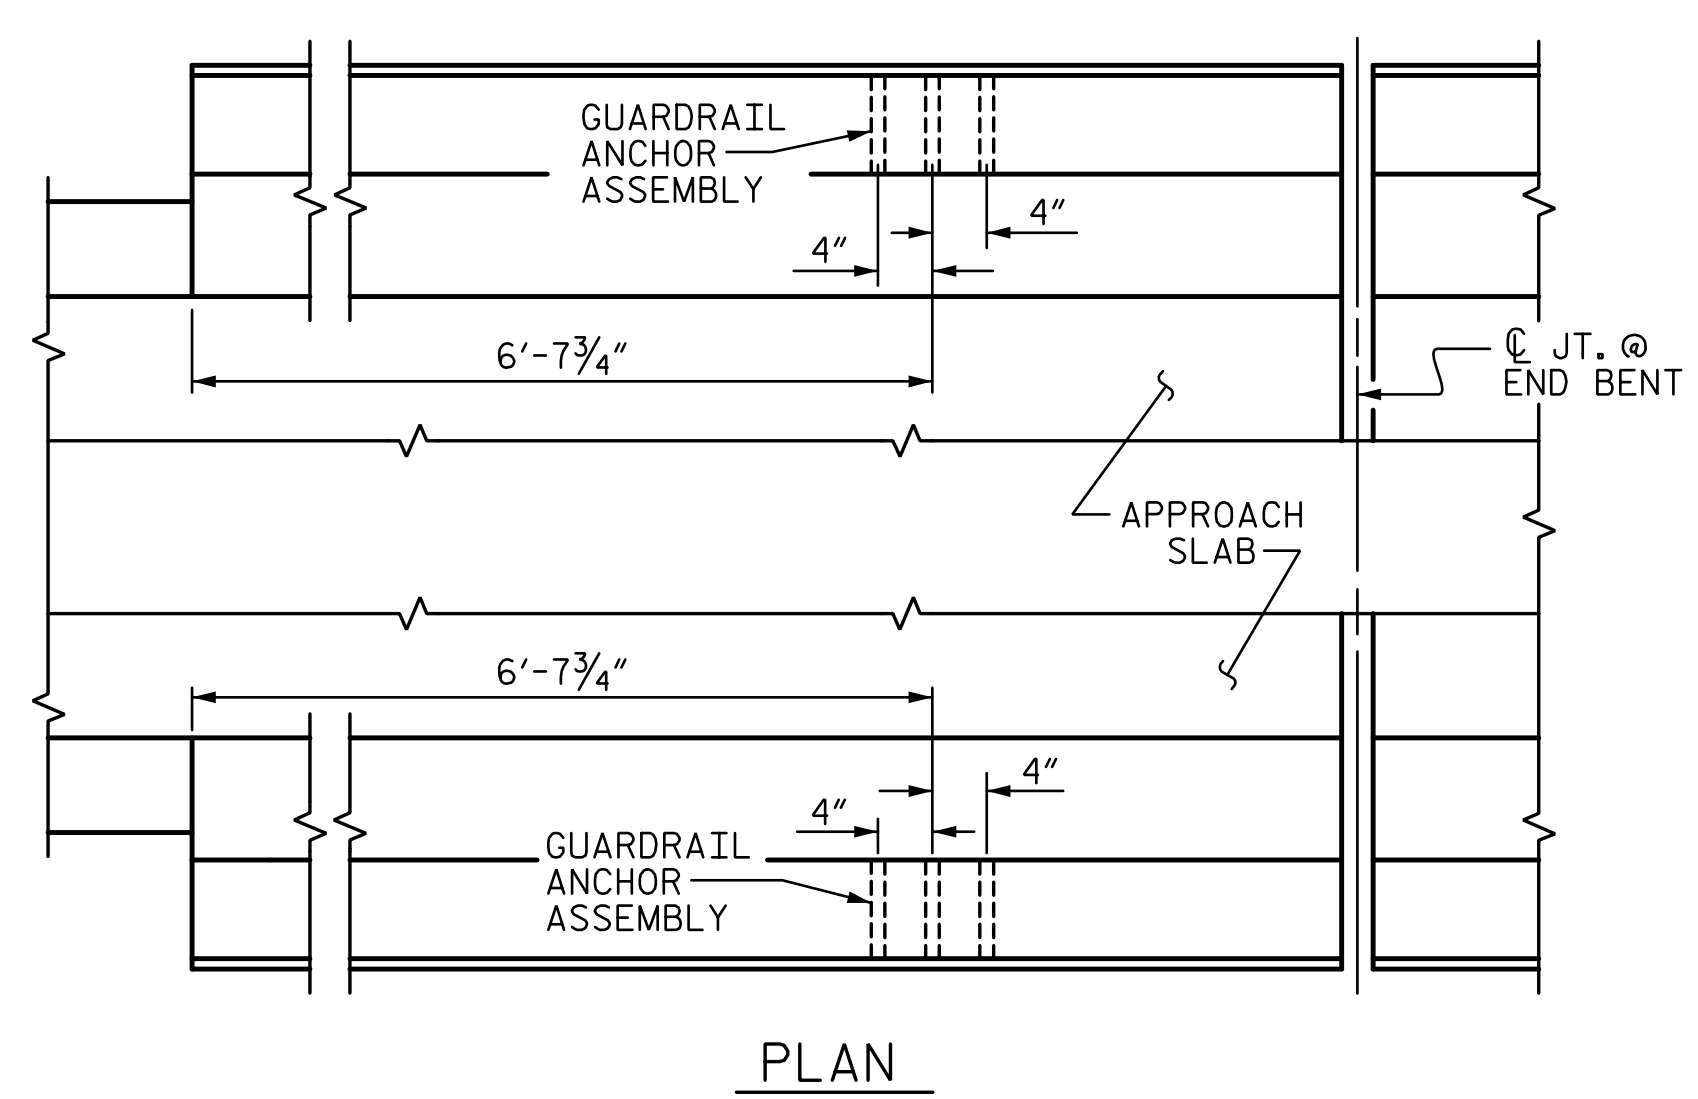 GUARDRAIL
ANCHOR
ASSEMBLY
4"
4"
6'-7¾"
℄ JT. @
END BENT
APPROACH
SLAB
6'-7¾"
4"
4"
GUARDRAIL
ANCHOR
ASSEMBLY
PLAN